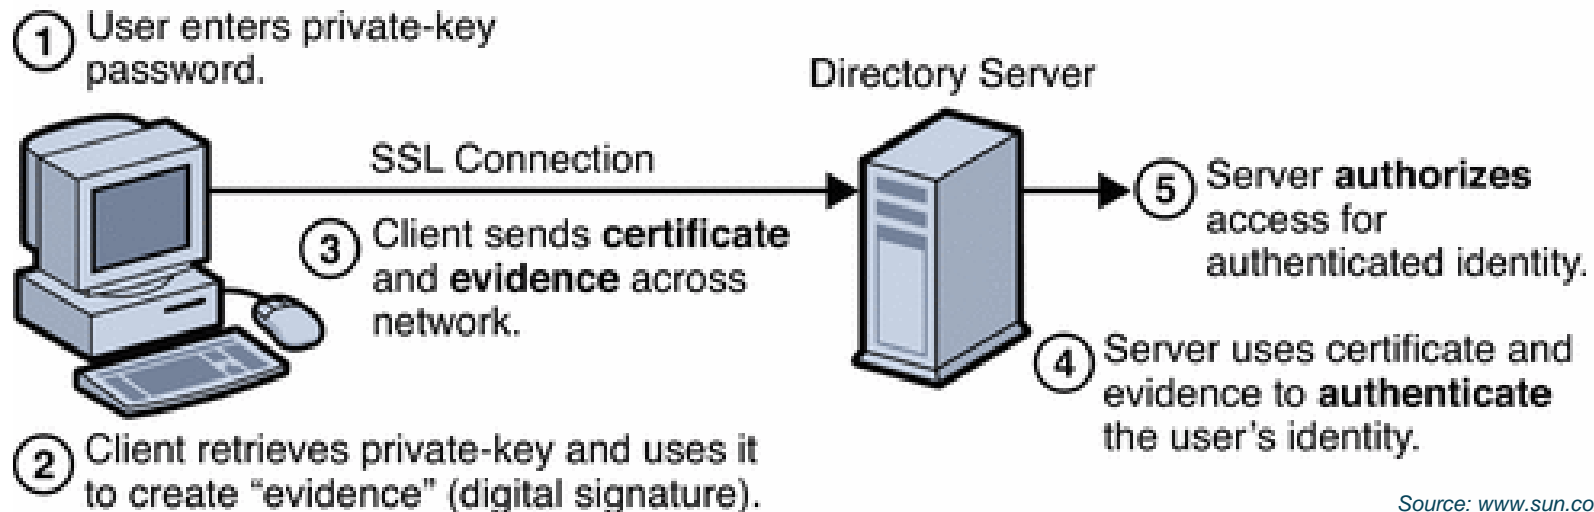 1 User enters private-key
password.
Directory Server
SSL Connection
3 Client sends certificate
and evidence across
network.
5 Server authorizes
access for
authenticated identity.
4 Server uses certificate and
evidence to authenticate
the user's identity.
2 Client retrieves private-key and uses it
to create “evidence” (digital signature).
Source: www.sun.co